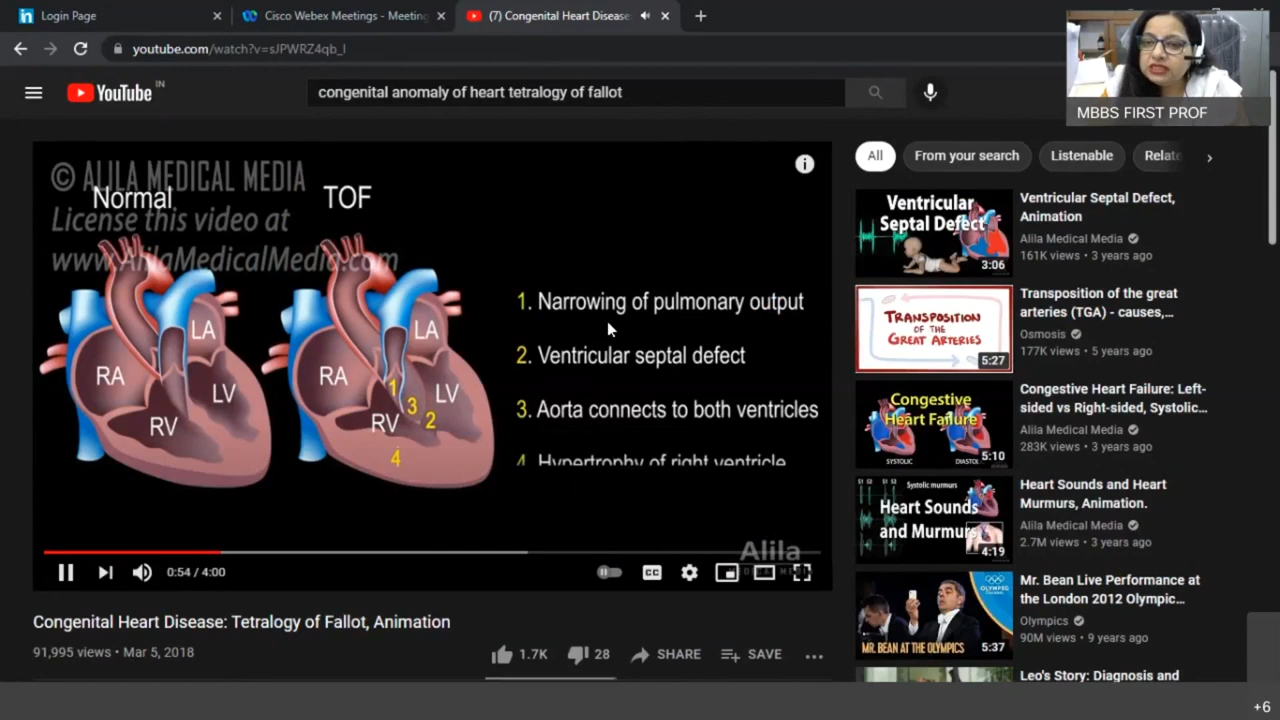 Login Page
Cisco Webex Meetings - Meeting
(7) Congenital Heart Disease
youtube.com/watch?v=sJPWRZ4qb_I
YouTube IN
congenital anomaly of heart tetralogy of fallot
MBBS FIRST PROF
© ALILA MEDICAL MEDIA
Normal
TOF
License this video at
www.AlilaMedicalMedia.com
LA
RA
LV
RV
LA
RA
LV
RV
1
3
2
4
1. Narrowing of pulmonary output
2. Ventricular septal defect
3. Aorta connects to both ventricles
4. Hypertrophy of right ventricle
Alila
0:54 / 4:00
CC
Congenital Heart Disease: Tetralogy of Fallot, Animation
91,995 views • Mar 5, 2018
1.7K
28
SHARE
SAVE
All
From your search
Listenable
Ventricular
Septal Defect
3:06
Ventricular Septal Defect,
Animation
Alila Medical Media
161K views • 3 years ago
TRANSPOSITION
OF THE
GREAT ARTERIES
5:27
Transposition of the great
arteries (TGA) - causes,...
Osmosis
177K views • 5 years ago
Congestive
Heart Failure
SYSTOLIC
5:10
Congestive Heart Failure: Left-
sided vs Right-sided, Systolic...
Alila Medical Media
283K views • 3 years ago
Systolic murmurs
Heart Sounds
and Murmurs
4:19
Heart Sounds and Heart
Murmurs, Animation.
Alila Medical Media
2.7M views • 3 years ago
OLYMPIC
CHANNEL
MR. BEAN AT THE OLYMPICS
5:37
Mr. Bean Live Performance at
the London 2012 Olympic...
Olympics
90M views • 9 years ago
Leo's Story: Diagnosis and
+6